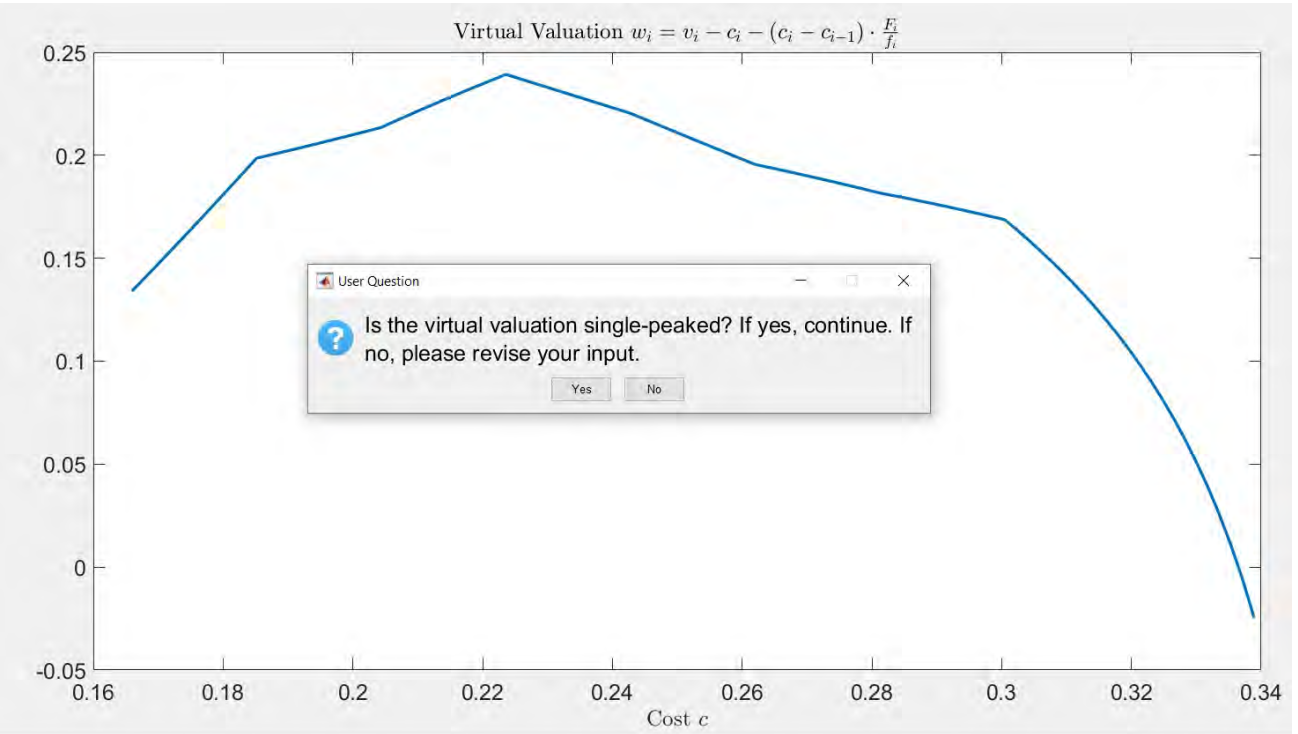 Virtual Valuation $w_i = v_i - c_i - (c_i - c_{i-1}) \cdot \frac{F_i}{f_i}$
0.25
0.2
0.15
0.1
0.05
0
-0.05
User Question
Is the virtual valuation single-peaked? If yes, continue. If
no, please revise your input.
Yes No
0.16 0.18 0.2 0.22 0.24 0.26 0.28 0.3 0.32 0.34
Cost c